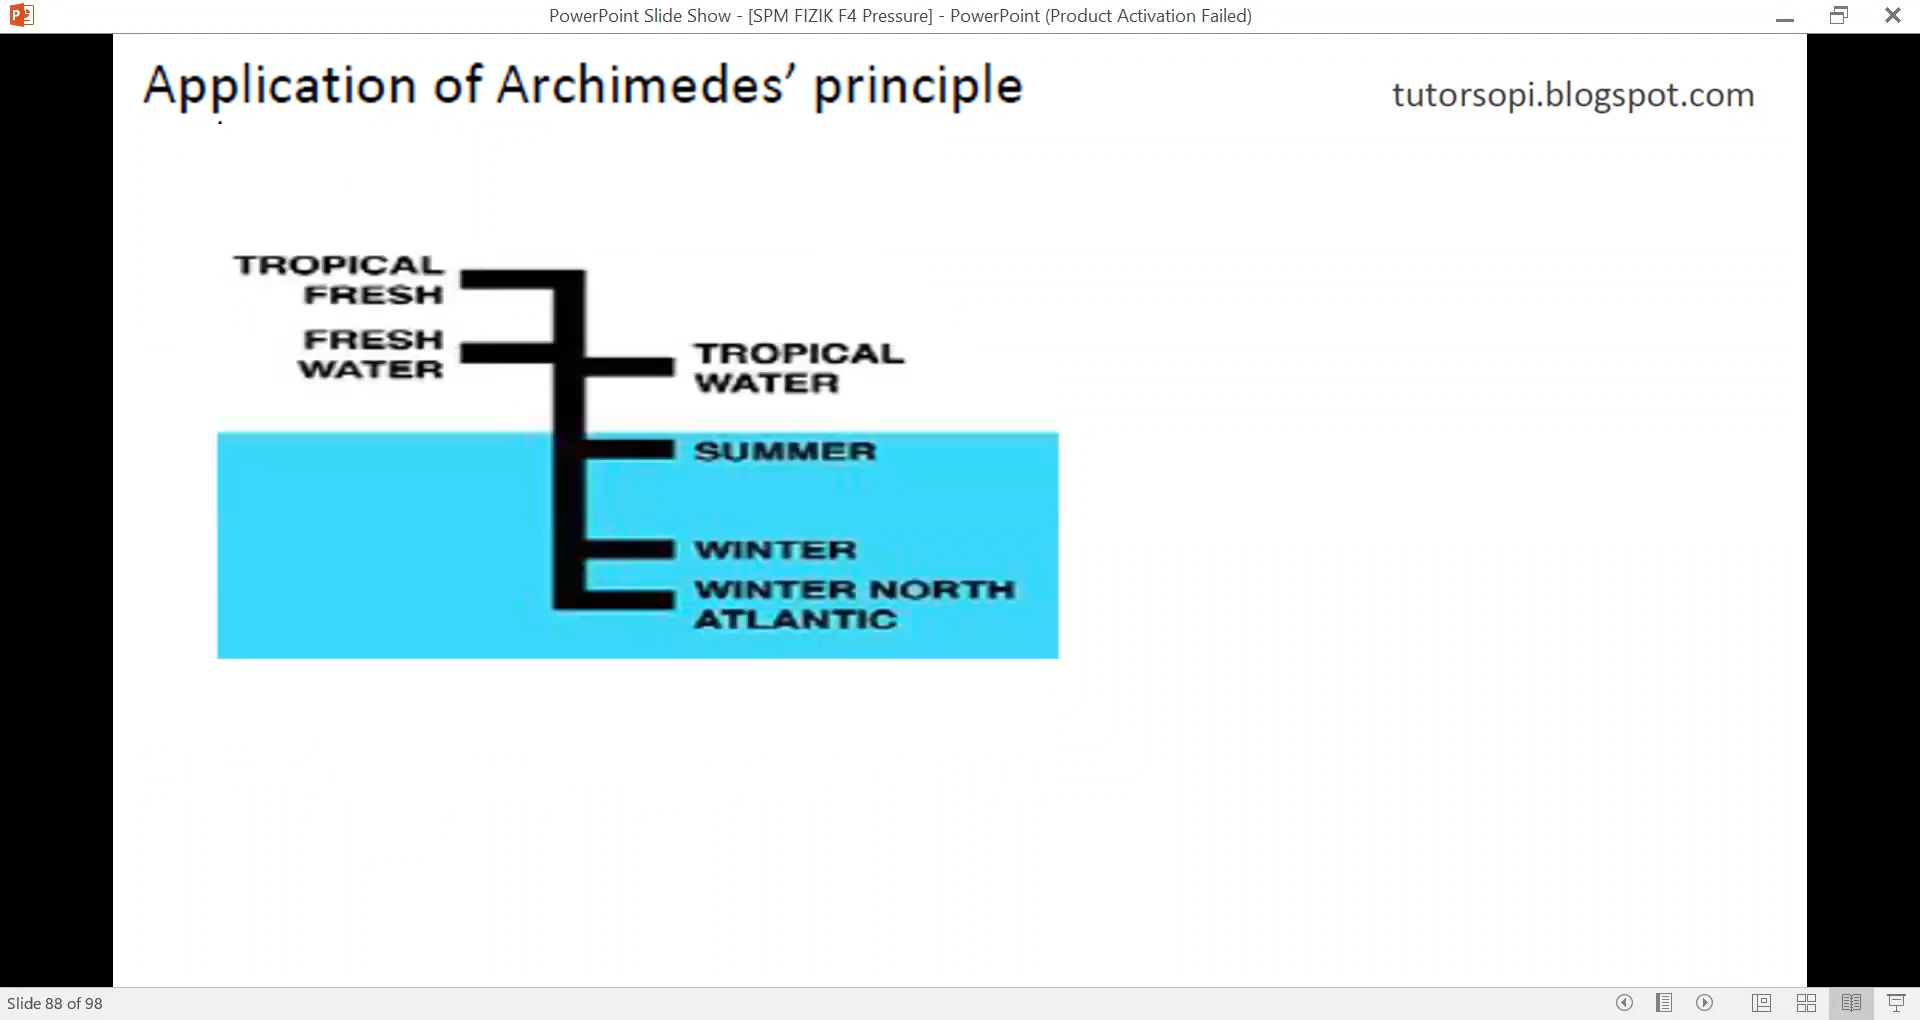 PowerPoint Slide Show - [SPM FIZIK F4 Pressure] - PowerPoint (Product Activation Failed)
Application of Archimedes’ principle
tutorsopi.blogspot.com
TROPICAL
FRESH
FRESH
WATER
TROPICAL
WATER
SUMMER
WINTER
WINTER NORTH
ATLANTIC
Slide 88 of 98